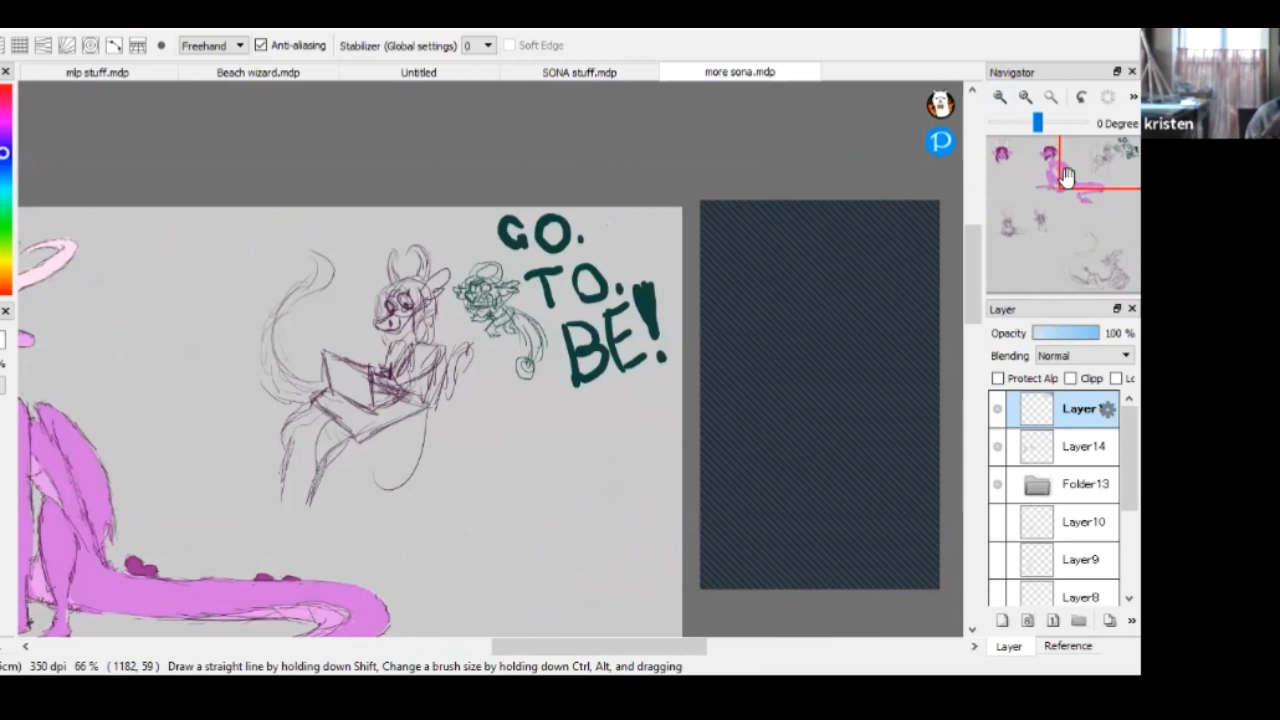 Freehand Anti-aliasing Stabilizer (Global settings) 0 Soft Edge
mlp stuff.mdp Beach wizard.mdp Untitled SONA stuff.mdp more sona.mdp
Navigator
0 Degree
kristen
GO.
TO.
BE!
Layer
Opacity 100 %
Blending Normal
Protect Alp Clipp Lc
Layer
Layer14
Folder13
Layer10
Layer9
Layer8
Layer Reference
350 dpi 66 % (1182, 59) Draw a straight line by holding down Shift, Change a brush size by holding down Ctrl, Alt, and dragging